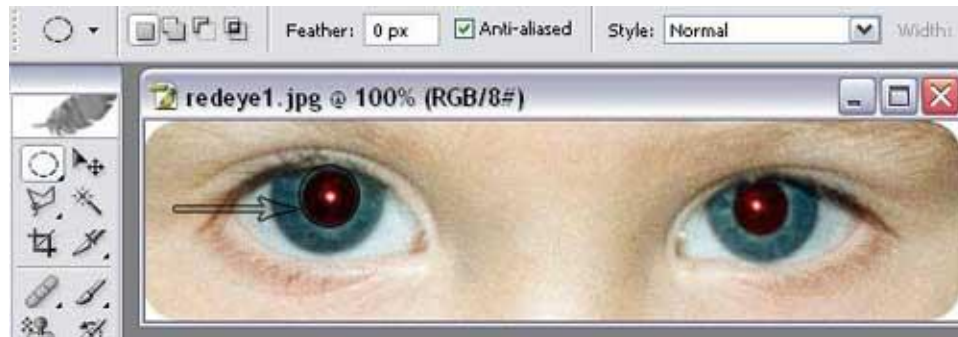 Feather: 0 px Anti-aliased Style: Normal Width:
redeye1.jpg @ 100% (RGB/8#)